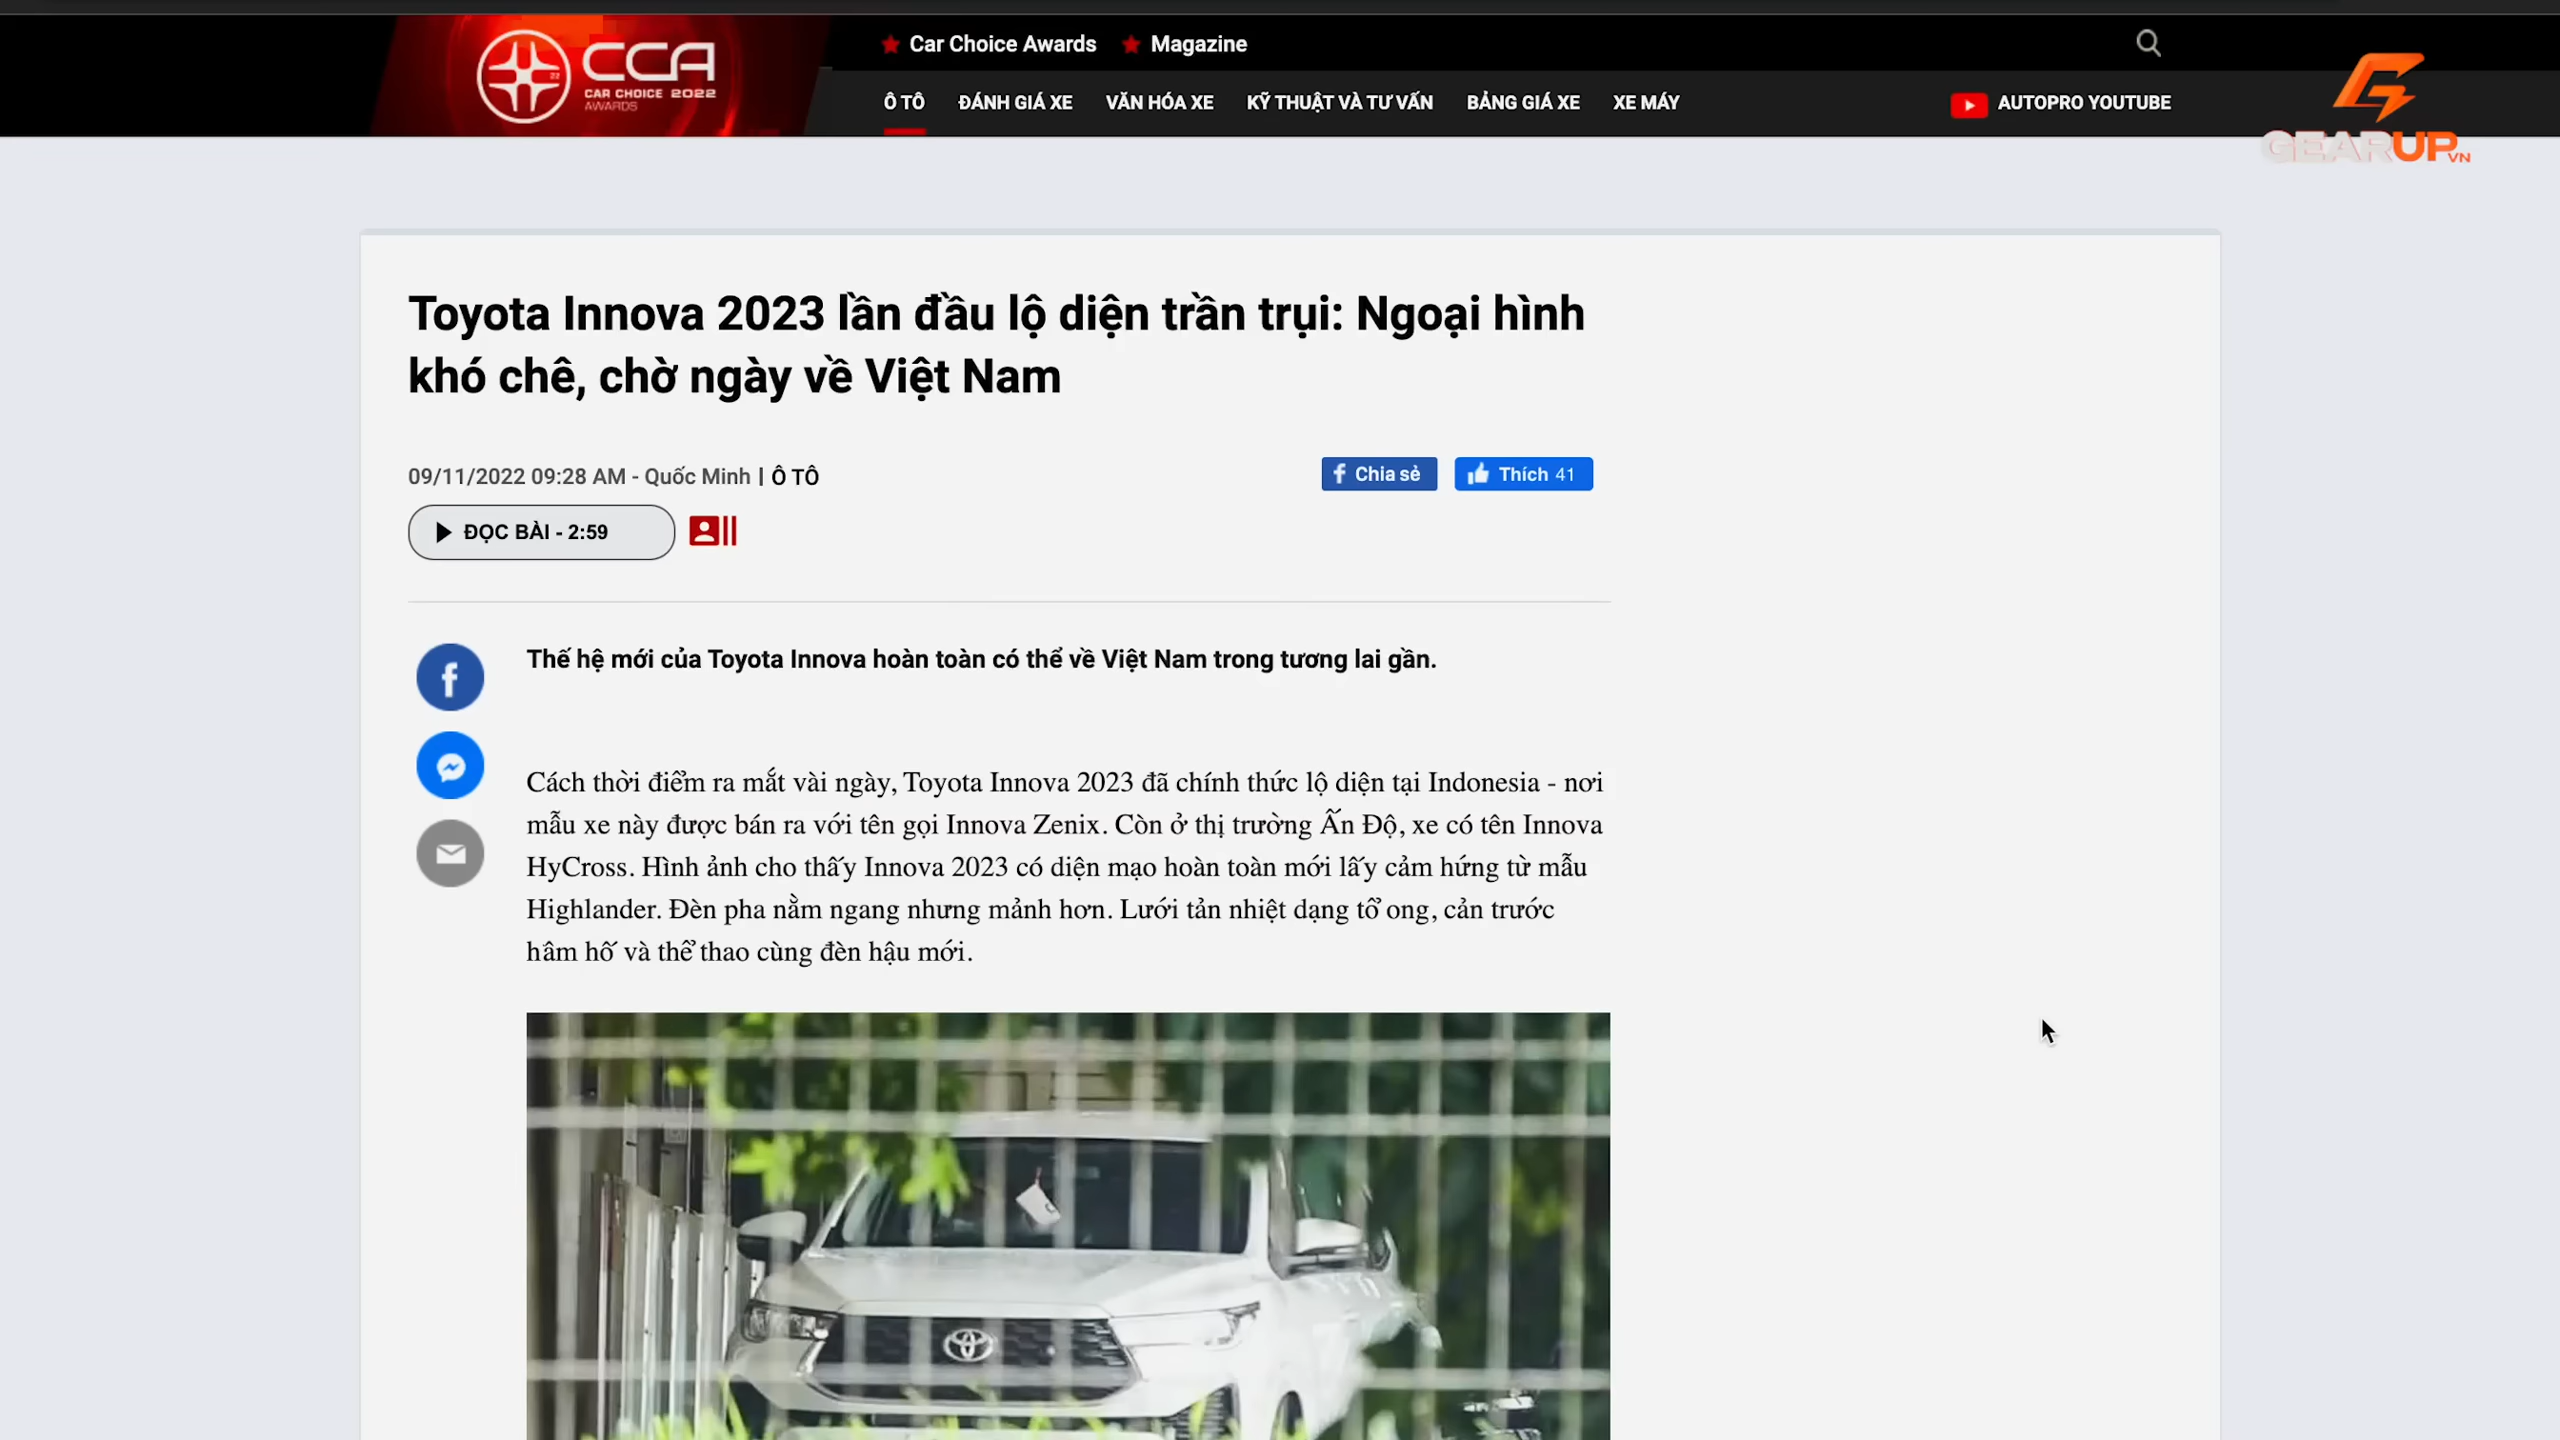 CCA
CAR CHOICE 2022
AWARDS
22
Car Choice Awards
Magazine
Ô TÔ
ĐÁNH GIÁ XE
VĂN HÓA XE
KỸ THUẬT VÀ TƯ VẤN
BẢNG GIÁ XE
XE MÁY
AUTOPRO YOUTUBE
GEARUP.VN
Toyota Innova 2023 lần đầu lộ diện trần trụi: Ngoại hình
khó chê, chờ ngày về Việt Nam
09/11/2022 09:28 AM - Quốc Minh | Ô TÔ
Chia sẻ
Thích 41
ĐỌC BÀI - 2:59
Thế hệ mới của Toyota Innova hoàn toàn có thể về Việt Nam trong tương lai gần.
Cách thời điểm ra mắt vài ngày, Toyota Innova 2023 đã chính thức lộ diện tại Indonesia - nơi
mẫu xe này được bán ra với tên gọi Innova Zenix. Còn ở thị trường Ấn Độ, xe có tên Innova
HyCross. Hình ảnh cho thấy Innova 2023 có diện mạo hoàn toàn mới lấy cảm hứng từ mẫu
Highlander. Đèn pha nằm ngang nhưng mảnh hơn. Lưới tản nhiệt dạng tổ ong, cản trước
hầm hố và thể thao cùng đèn hậu mới.